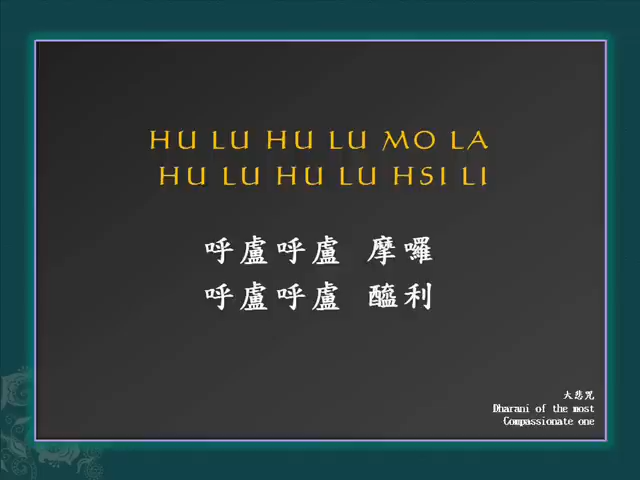 HU LU HU LU MO LA
HU LU HU LU HSI LI
呼盧呼盧 摩囉
呼盧呼盧 醯利
大悲咒
Dharani of the most
Compassionate one